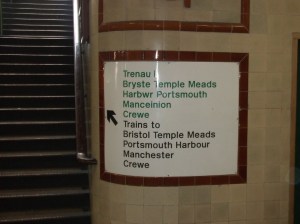 Trenau i
Bryste Temple Meads
Harbwr Portsmouth
Manceinion
Crewe
Trains to
Bristol Temple Meads
Portsmouth Harbour
Manchester
Crewe